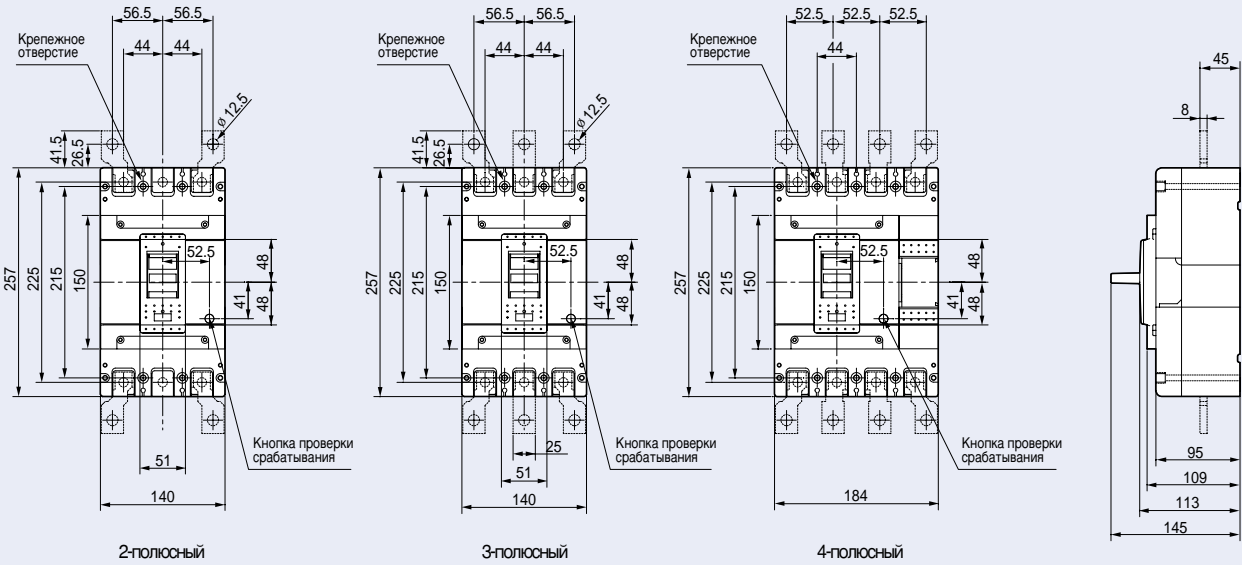 56.5 56.5
44 44
Крепежное
отверстие
ø 12.5
41.5
26.5
257
225
215
150
52.5
48
41
48
Кнопка проверки
срабатывания
51
140
2-полюсный
56.5 56.5
44 44
Крепежное
отверстие
ø 12.5
41.5
26.5
257
225
215
150
52.5
48
41
48
Кнопка проверки
срабатывания
25
51
140
3-полюсный
52.5 52.5 52.5
44
Крепежное
отверстие
257
225
215
150
52.5
48
41
48
Кнопка проверки
срабатывания
184
4-полюсный
45
8
95
109
113
145